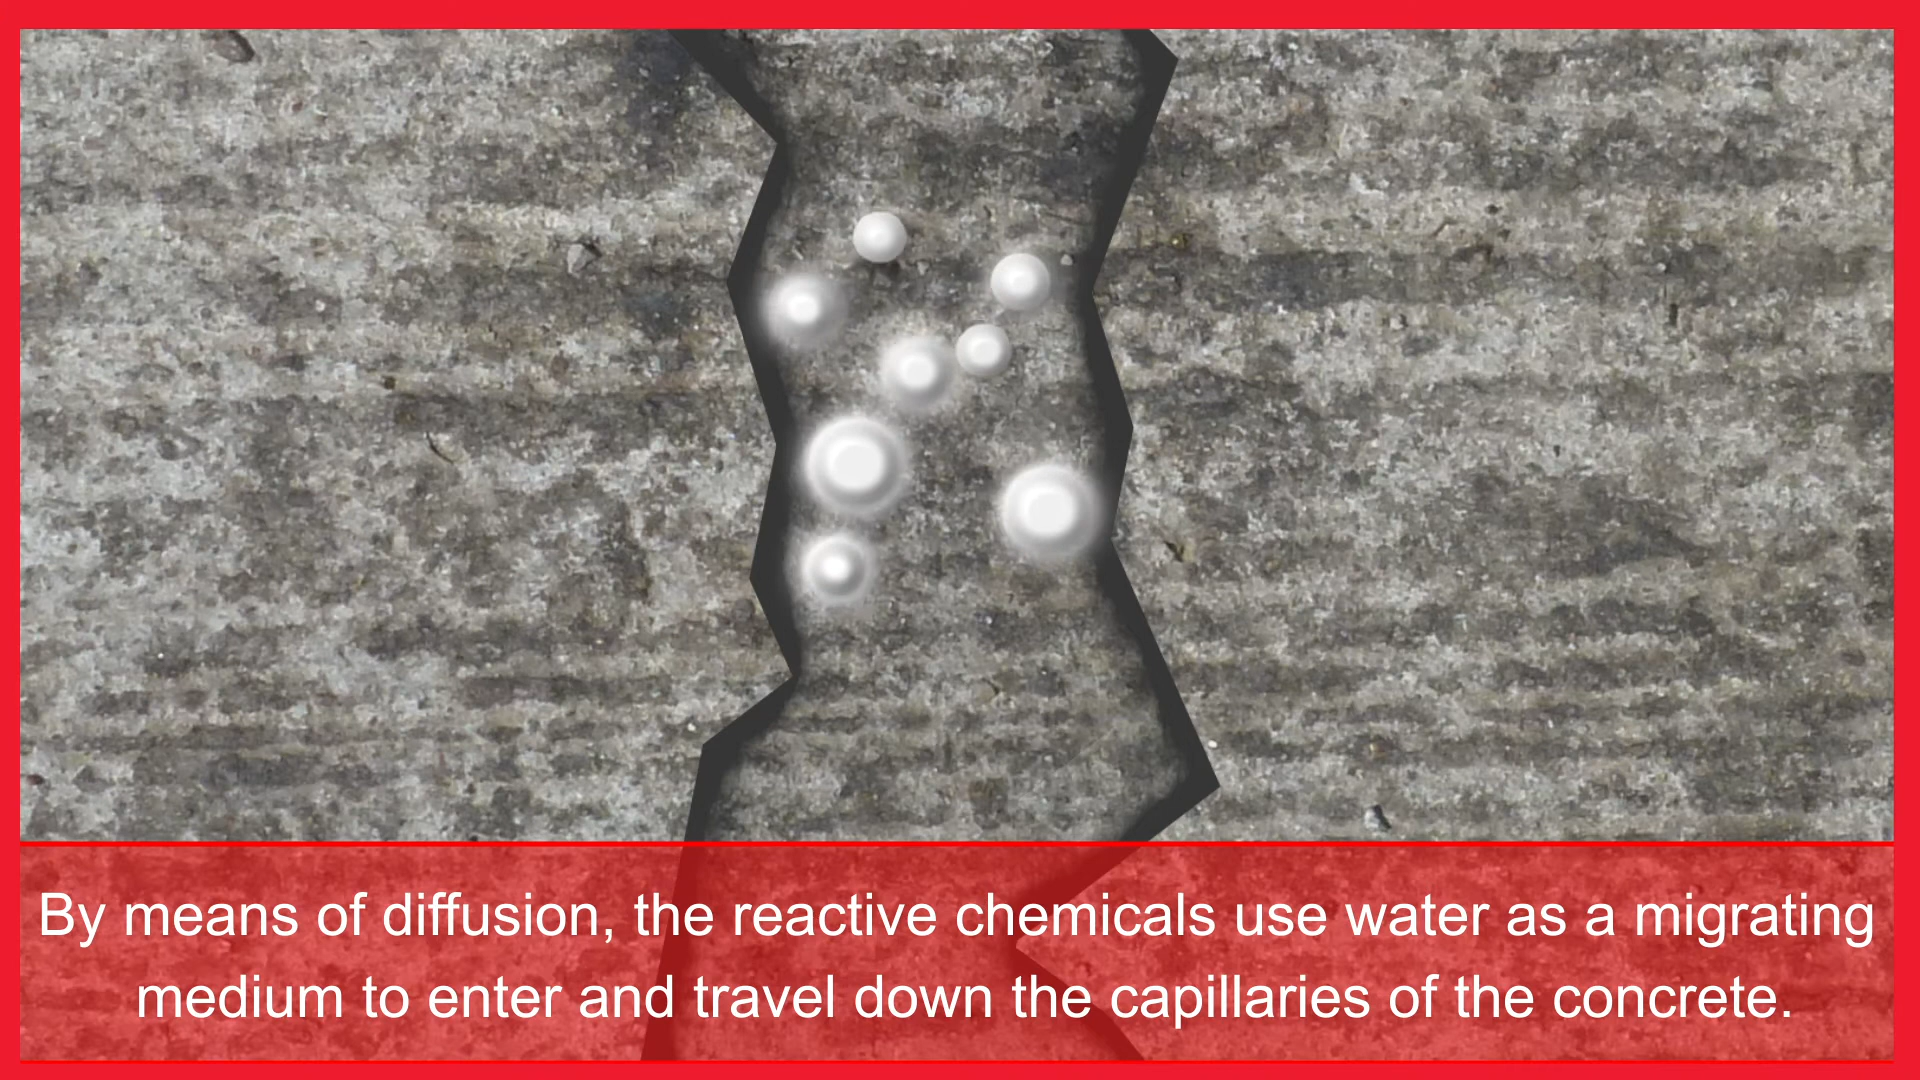 By means of diffusion, the reactive chemicals use water as a migrating
medium to enter and travel down the capillaries of the concrete.